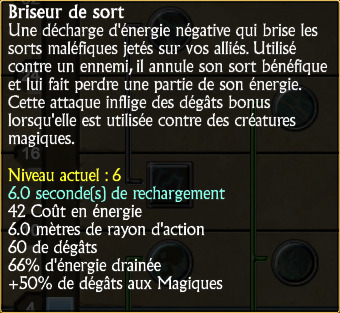 Briseur de sort
Une décharge d'énergie négative qui brise les
sorts maléfiques jetés sur vos alliés. Utilisé
contre un ennemi, il annule son sort bénéfique
et lui fait perdre une partie de son énergie.
Cette attaque inflige des dégâts bonus
lorsqu'elle est utilisée contre des créatures
magiques.
16
Niveau actuel : 6
6.0 seconde(s) de rechargement
42 Coût en énergie
6.0 mètres de rayon d'action
60 de dégâts
66% d'énergie drainée
+50% de dégâts aux Magiques
4